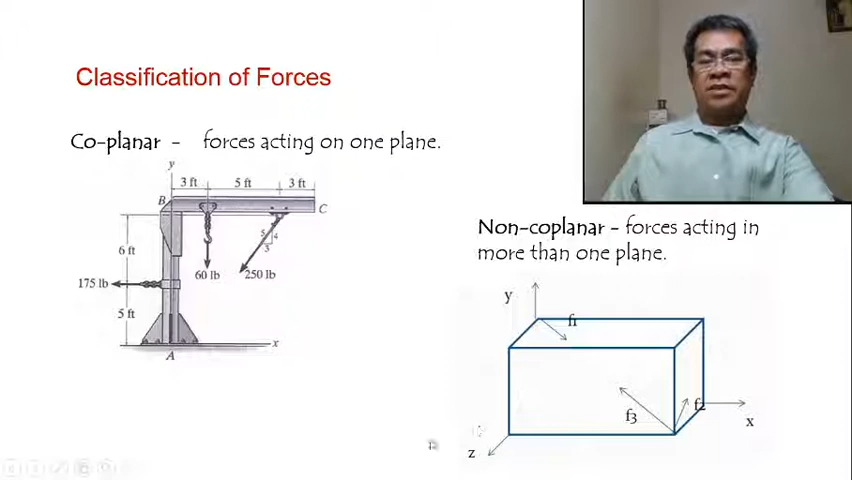 Classification of Forces
Co-planar - forces acting on one plane.
y
3 ft 5 ft 3 ft
B
C
5 4
3
6 ft
60 lb 250 lb
175 lb
5 ft
x
A
Non-coplanar - forces acting in
more than one plane.
y
f1
f3
f2
x
z